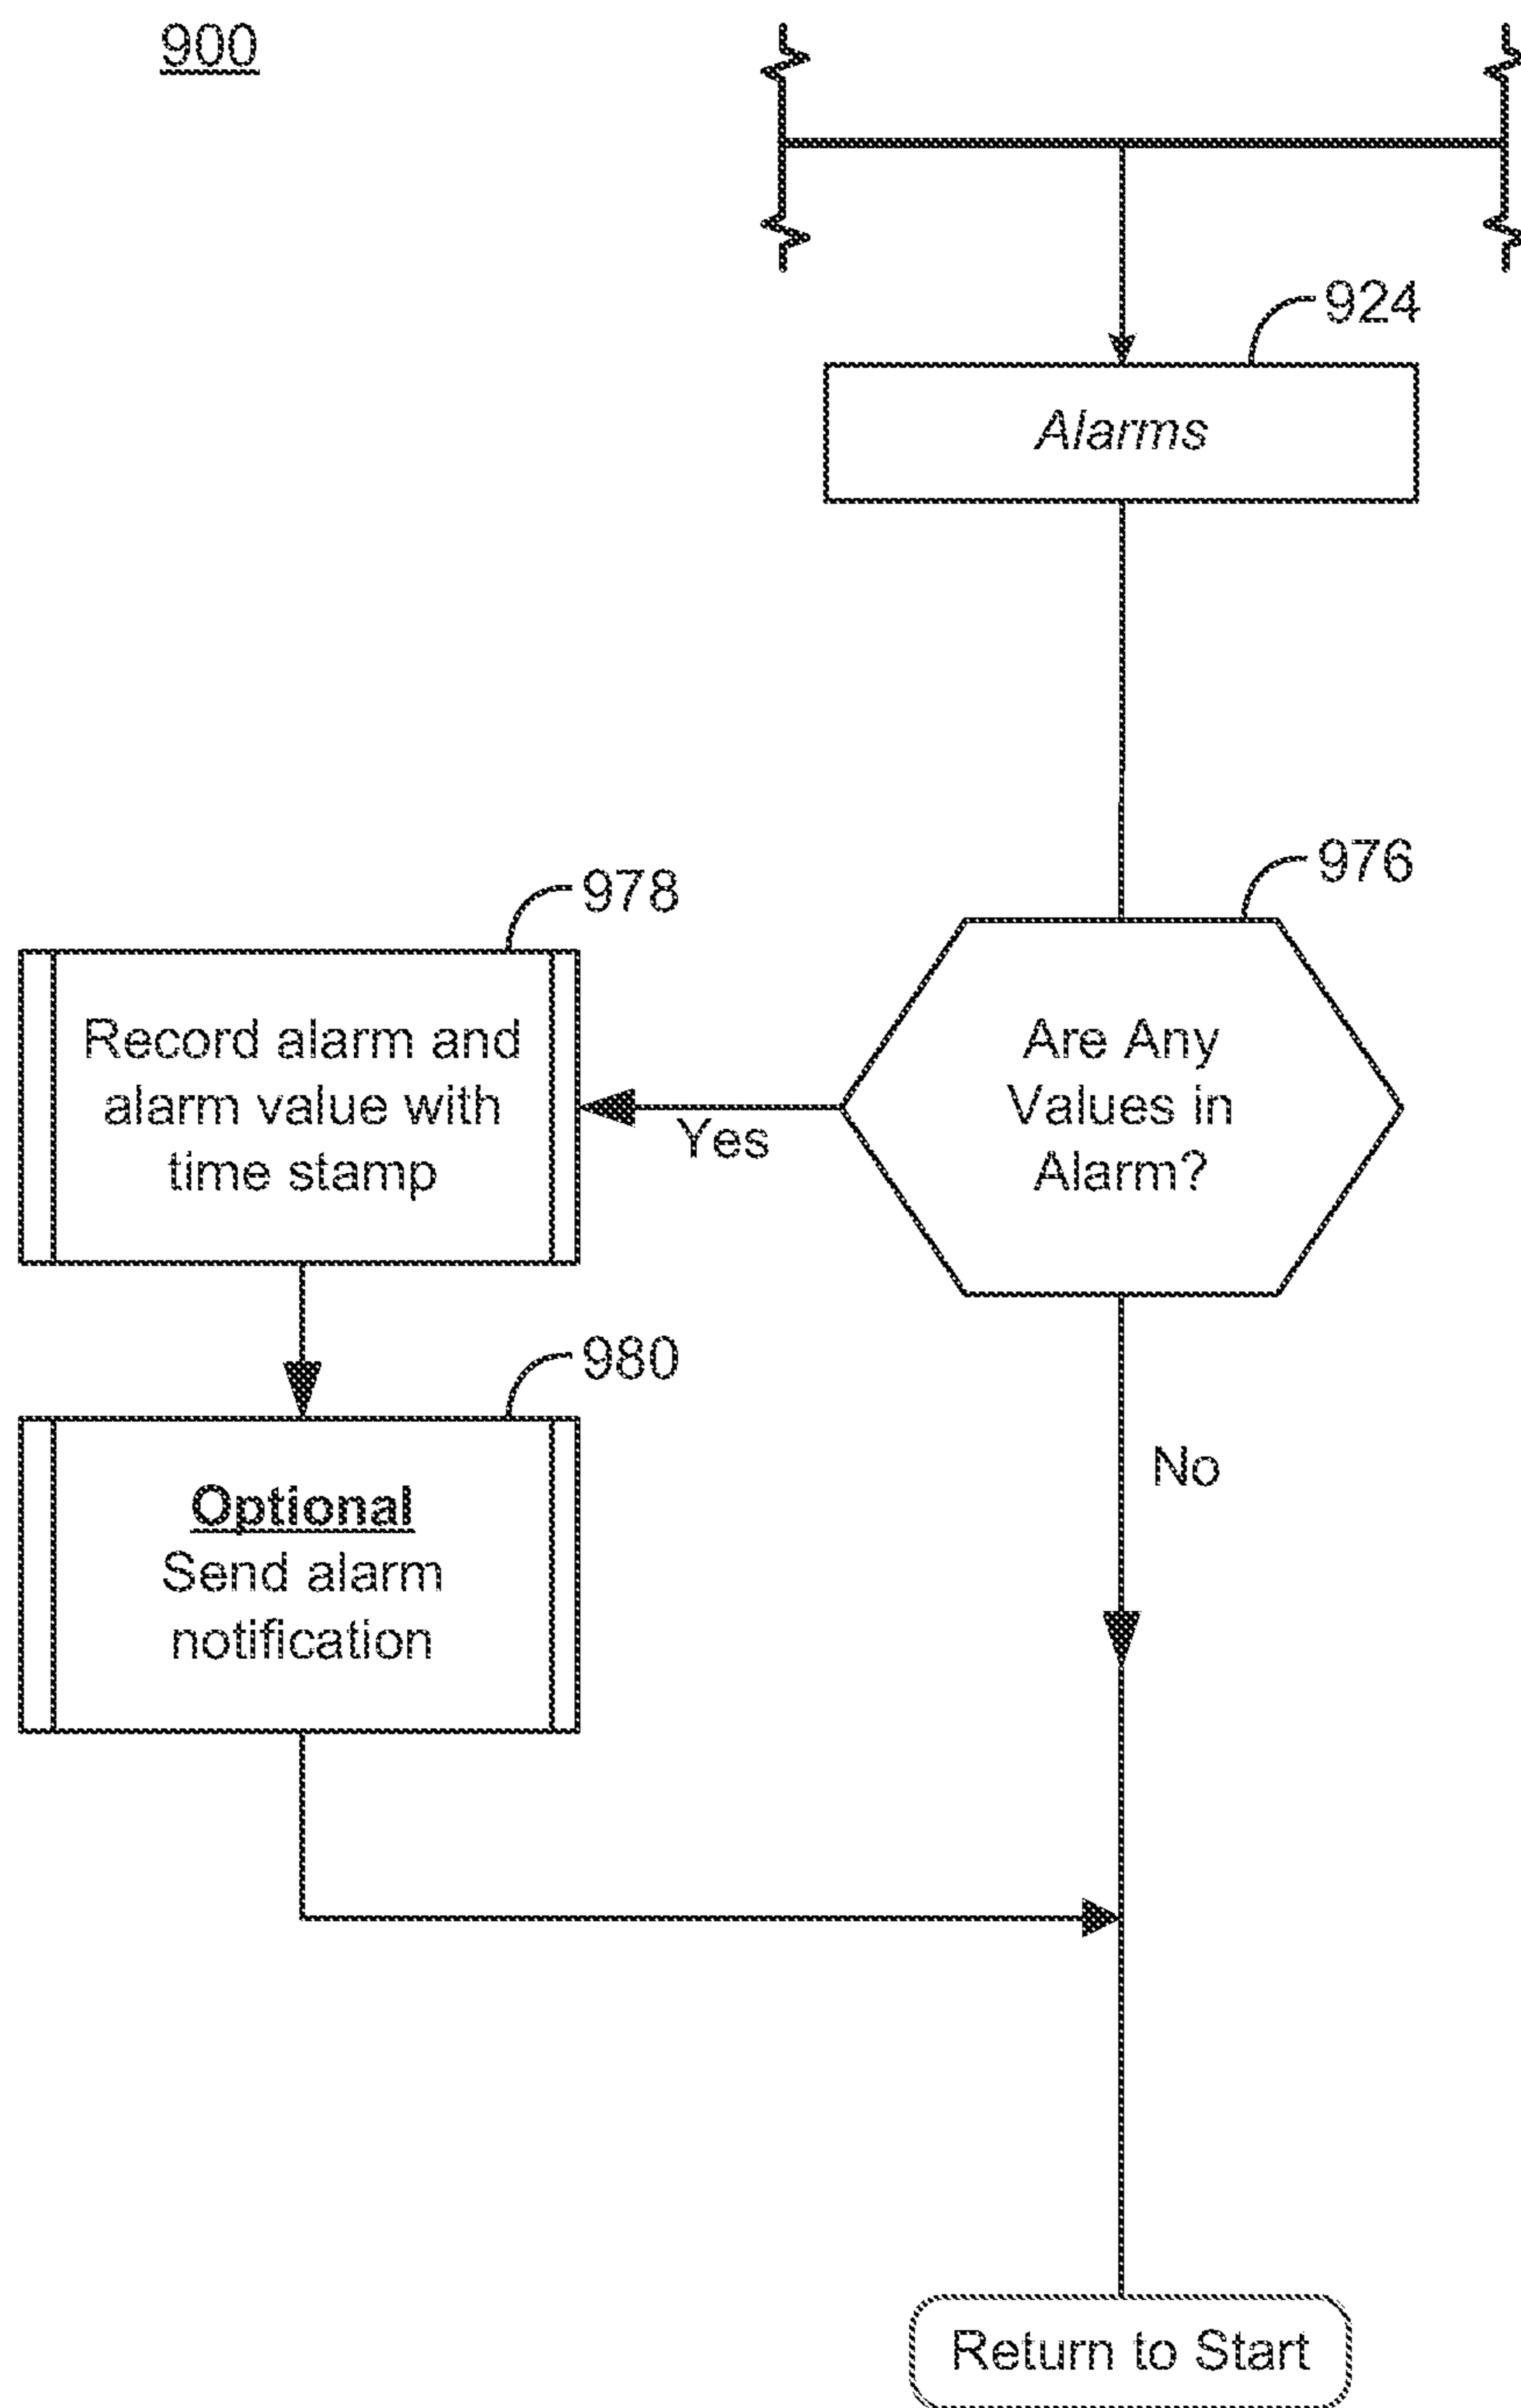 900
924
Alarms
976
978
Record alarm and
alarm value with
time stamp
Yes
Are Any
Values in
Alarm?
980
Optional
Send alarm
notification
No
Return to Start